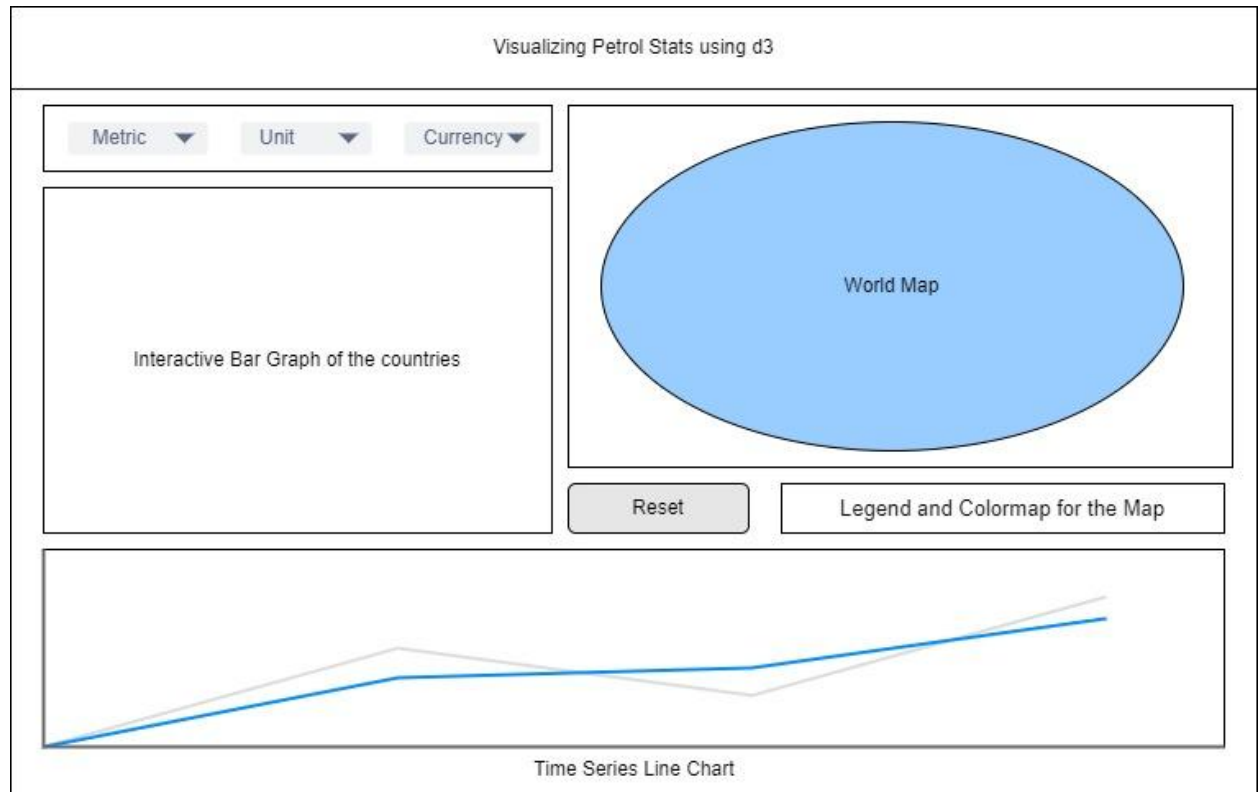 Visualizing Petrol Stats using d3
Metric
Unit
Currency
World Map
Interactive Bar Graph of the countries
Reset
Legend and Colormap for the Map
Time Series Line Chart